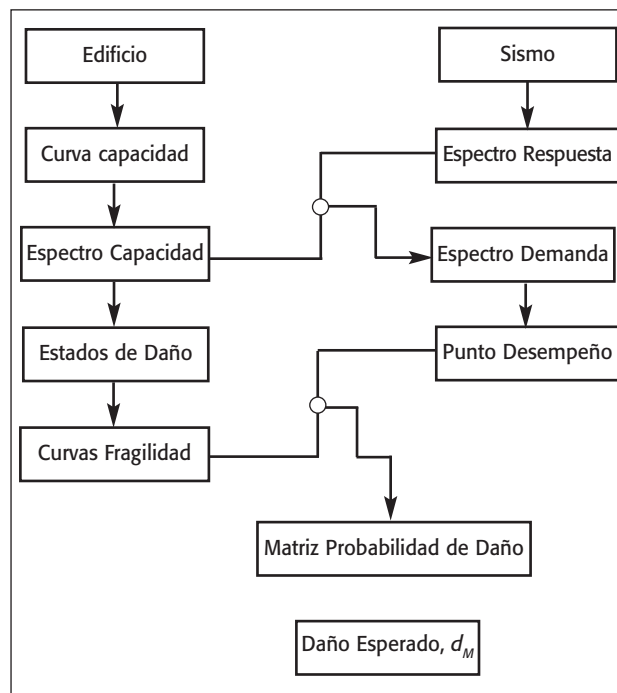 Edificio
Sismo
Curva capacidad
Espectro Respuesta
Espectro Capacidad
Espectro Demanda
Estados de Daño
Punto Desempeño
Curvas Fragilidad
Matriz Probabilidad de Daño
Daño Esperado, d_M